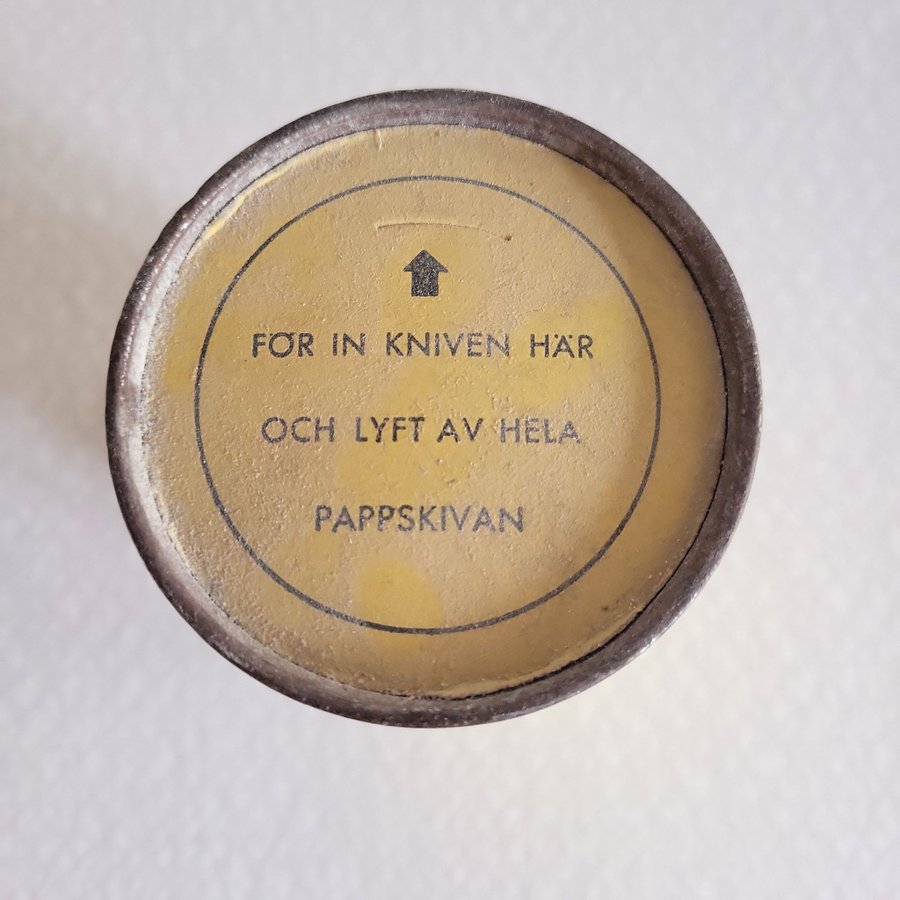 FÖR IN KNIVEN HÄR
OCH LYFT AV HELA
PAPPSKIVAN